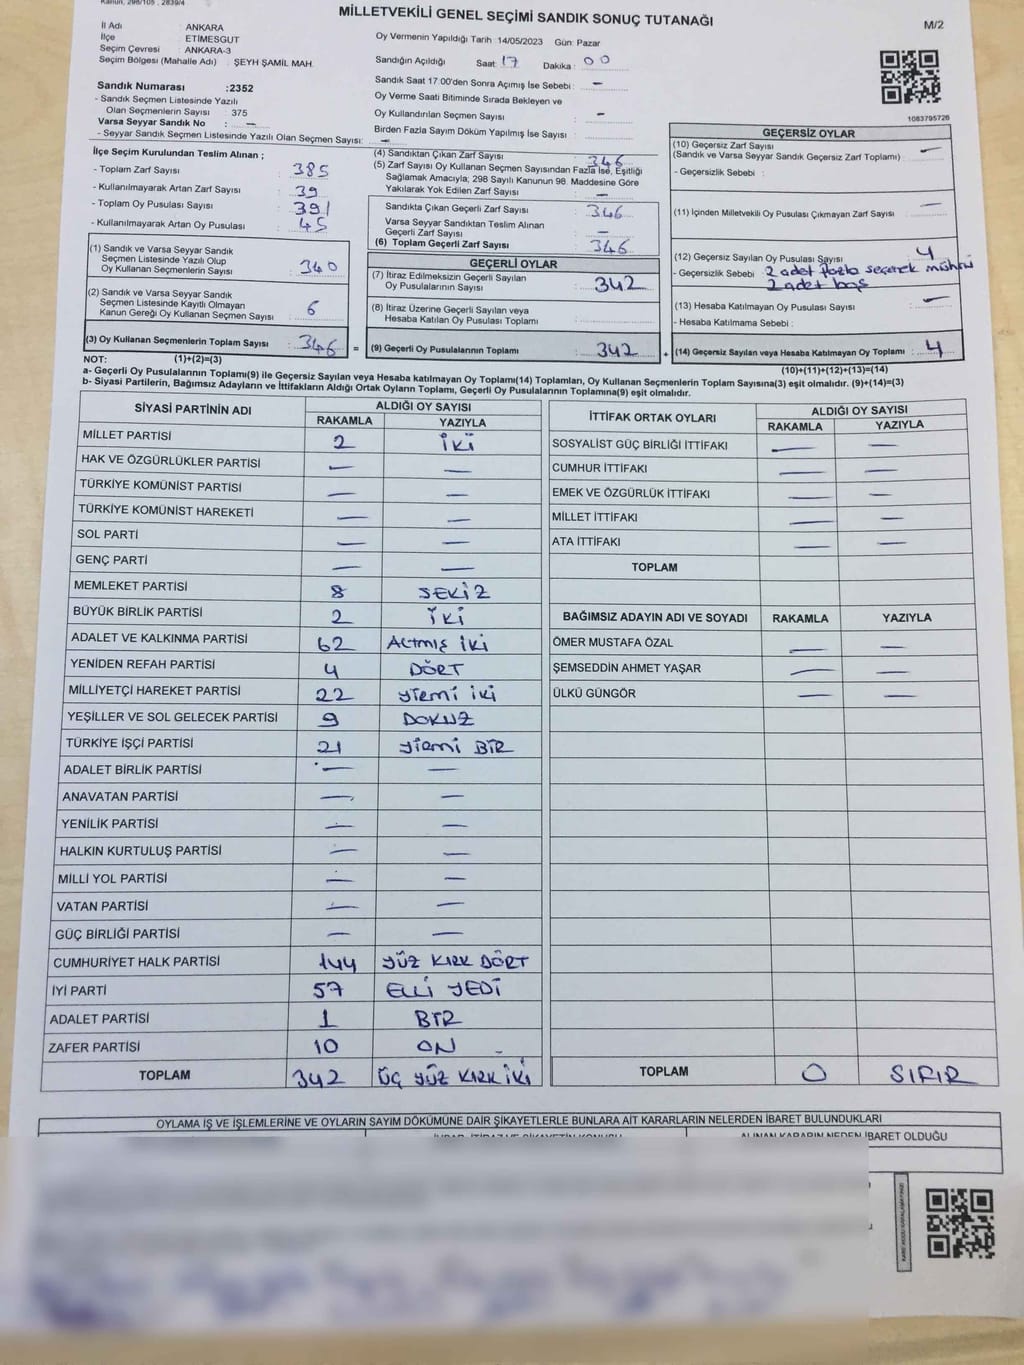 Kanun, 298/105, 2839/4
MİLLETVEKİLİ GENEL SEÇİMİ SANDIK SONUÇ TUTANAĞI
M/2
İl Adı ANKARA
İlçe ETİMESGUT
Seçim Çevresi ANKARA-3
Seçim Bölgesi (Mahalle Adı) : ŞEYH ŞAMİL MAH.
Oy Vermenin Yapıldığı Tarih :14/05/2023 Gün: Pazar
Sandığın Açıldığı Saat: 17 Dakika : 00
Sandık Saat 17.00'den Sonra Açımış İse Sebebi : —
Oy Verme Saati Bitiminde Sırada Bekleyen ve
Oy Kullandırılan Seçmen Sayısı : —
Birden Fazla Sayım Döküm Yapılmış İse Sayısı :
Sandık Numarası :2352
- Sandık Seçmen Listesinde Yazılı
Olan Seçmenlerin Sayısı : 375
Varsa Seyyar Sandık No : —
- Seyyar Sandık Seçmen Listesinde Yazılı Olan Seçmen Sayısı: —
1083795726
İlçe Seçim Kurulundan Teslim Alınan ;
- Toplam Zarf Sayısı : 385
- Kullanılmayarak Artan Zarf Sayısı : 39
- Toplam Oy Pusulası Sayısı : 391
- Kullanılmayarak Artan Oy Pusulası : 45
(1) Sandık ve Varsa Seyyar Sandık
Seçmen Listesinde Yazılı Olup
Oy Kullanan Seçmenlerin Sayısı : 340
(2) Sandık ve Varsa Seyyar Sandık
Seçmen Listesinde Kayıtlı Olmayan
Kanun Gereği Oy Kullanan Seçmen Sayısı : 6
(3) Oy Kullanan Seçmenlerin Toplam Sayısı : 346
(4) Sandıktan Çıkan Zarf Sayısı : 346
(5) Zarf Sayısı Oy Kullanan Seçmen Sayısından Fazla İse, Eşitliği
Sağlamak Amacıyla; 298 Sayılı Kanunun 98. Maddesine Göre
Yakılarak Yok Edilen Zarf Sayısı : —
Sandıkta Çıkan Geçerli Zarf Sayısı : 346
Varsa Seyyar Sandıktan Teslim Alınan
Geçerli Zarf Sayısı : —
(6) Toplam Geçerli Zarf Sayısı : 346
GEÇERLİ OYLAR
(7) İtiraz Edilmeksizin Geçerli Sayılan
Oy Pusulalarının Sayısı : 342
(8) İtiraz Üzerine Geçerli Sayılan veya
Hesaba Katılan Oy Pusulası Toplamı :
= (9) Geçerli Oy Pusulalarının Toplamı : 342
GEÇERSİZ OYLAR
(10) Geçersiz Zarf Sayısı
(Sandık ve Varsa Seyyar Sandık Geçersiz Zarf Toplamı) : —
- Geçersizlik Sebebi :
(11) İçinden Milletvekili Oy Pusulası Çıkmayan Zarf Sayısı : —
(12) Geçersiz Sayılan Oy Pusulası Sayısı : 4
- Geçersizlik Sebebi : 2 adet fazla seçenek mühürü
2 adet boş
(13) Hesaba Katılmayan Oy Pusulası Sayısı : —
- Hesaba Katılmama Sebebi :
+ (14) Geçersiz Sayılan veya Hesaba Katılmayan Oy Toplamı : 4
NOT: (1)+(2)=(3)
(10)+(11)+(12)+(13)=(14)
a- Geçerli Oy Pusulalarının Toplamı(9) ile Geçersiz Sayılan veya Hesaba katılmayan Oy Toplamı(14) Toplamları, Oy Kullanan Seçmenlerin Toplam Sayısına(3) eşit olmalıdır. (9)+(14)=(3)
b- Siyasi Partilerin, Bağımsız Adayların ve İttifakların Aldığı Ortak Oyların Toplamı, Geçerli Oy Pusulalarının Toplamına(9) eşit olmalıdır.
SİYASİ PARTİNİN ADI ALDIĞI OY SAYISI
RAKAMLA YAZIYLA
MİLLET PARTİSİ 2 İKİ
HAK VE ÖZGÜRLÜKLER PARTİSİ — —
TÜRKİYE KOMÜNİST PARTİSİ — —
TÜRKİYE KOMÜNİST HAREKETİ — —
SOL PARTİ — —
GENÇ PARTİ — —
MEMLEKET PARTİSİ 8 SEKİZ
BÜYÜK BİRLİK PARTİSİ 2 İKİ
ADALET VE KALKINMA PARTİSİ 62 ALTMIŞ İKİ
YENİDEN REFAH PARTİSİ 4 DÖRT
MİLLİYETÇİ HAREKET PARTİSİ 22 YİRMİ İKİ
YEŞİLLER VE SOL GELECEK PARTİSİ 9 DOKUZ
TÜRKİYE İŞÇİ PARTİSİ 21 YİRMİ BİR
ADALET BİRLİK PARTİSİ — —
ANAVATAN PARTİSİ — —
YENİLİK PARTİSİ — —
HALKIN KURTULUŞ PARTİSİ — —
MİLLİ YOL PARTİSİ — —
VATAN PARTİSİ — —
GÜÇ BİRLİĞİ PARTİSİ — —
CUMHURİYET HALK PARTİSİ 144 YÜZ KIRK DÖRT
İYİ PARTİ 57 ELLİ YEDİ
ADALET PARTİSİ 1 BİR
ZAFER PARTİSİ 10 ON
TOPLAM 342 ÜÇ YÜZ KIRK İKİ
İTTİFAK ORTAK OYLARI ALDIĞI OY SAYISI
RAKAMLA YAZIYLA
SOSYALİST GÜÇ BİRLİĞİ İTTİFAKI — —
CUMHUR İTTİFAKI — —
EMEK VE ÖZGÜRLÜK İTTİFAKI — —
MİLLET İTTİFAKI — —
ATA İTTİFAKI — —
TOPLAM
BAĞIMSIZ ADAYIN ADI VE SOYADI RAKAMLA YAZIYLA
ÖMER MUSTAFA ÖZAL — —
ŞEMSEDDİN AHMET YAŞAR — —
ÜLKÜ GÜNGÖR — —
TOPLAM 0 SIFIR
OYLAMA İŞ VE İŞLEMLERİNE VE OYLARIN SAYIM DÖKÜMÜNE DAİR ŞİKAYETLERLE BUNLARA AİT KARARLARIN NELERDEN İBARET BULUNDUKLARI
ALINAN KARARIN NEDEN İBARET OLDUĞU